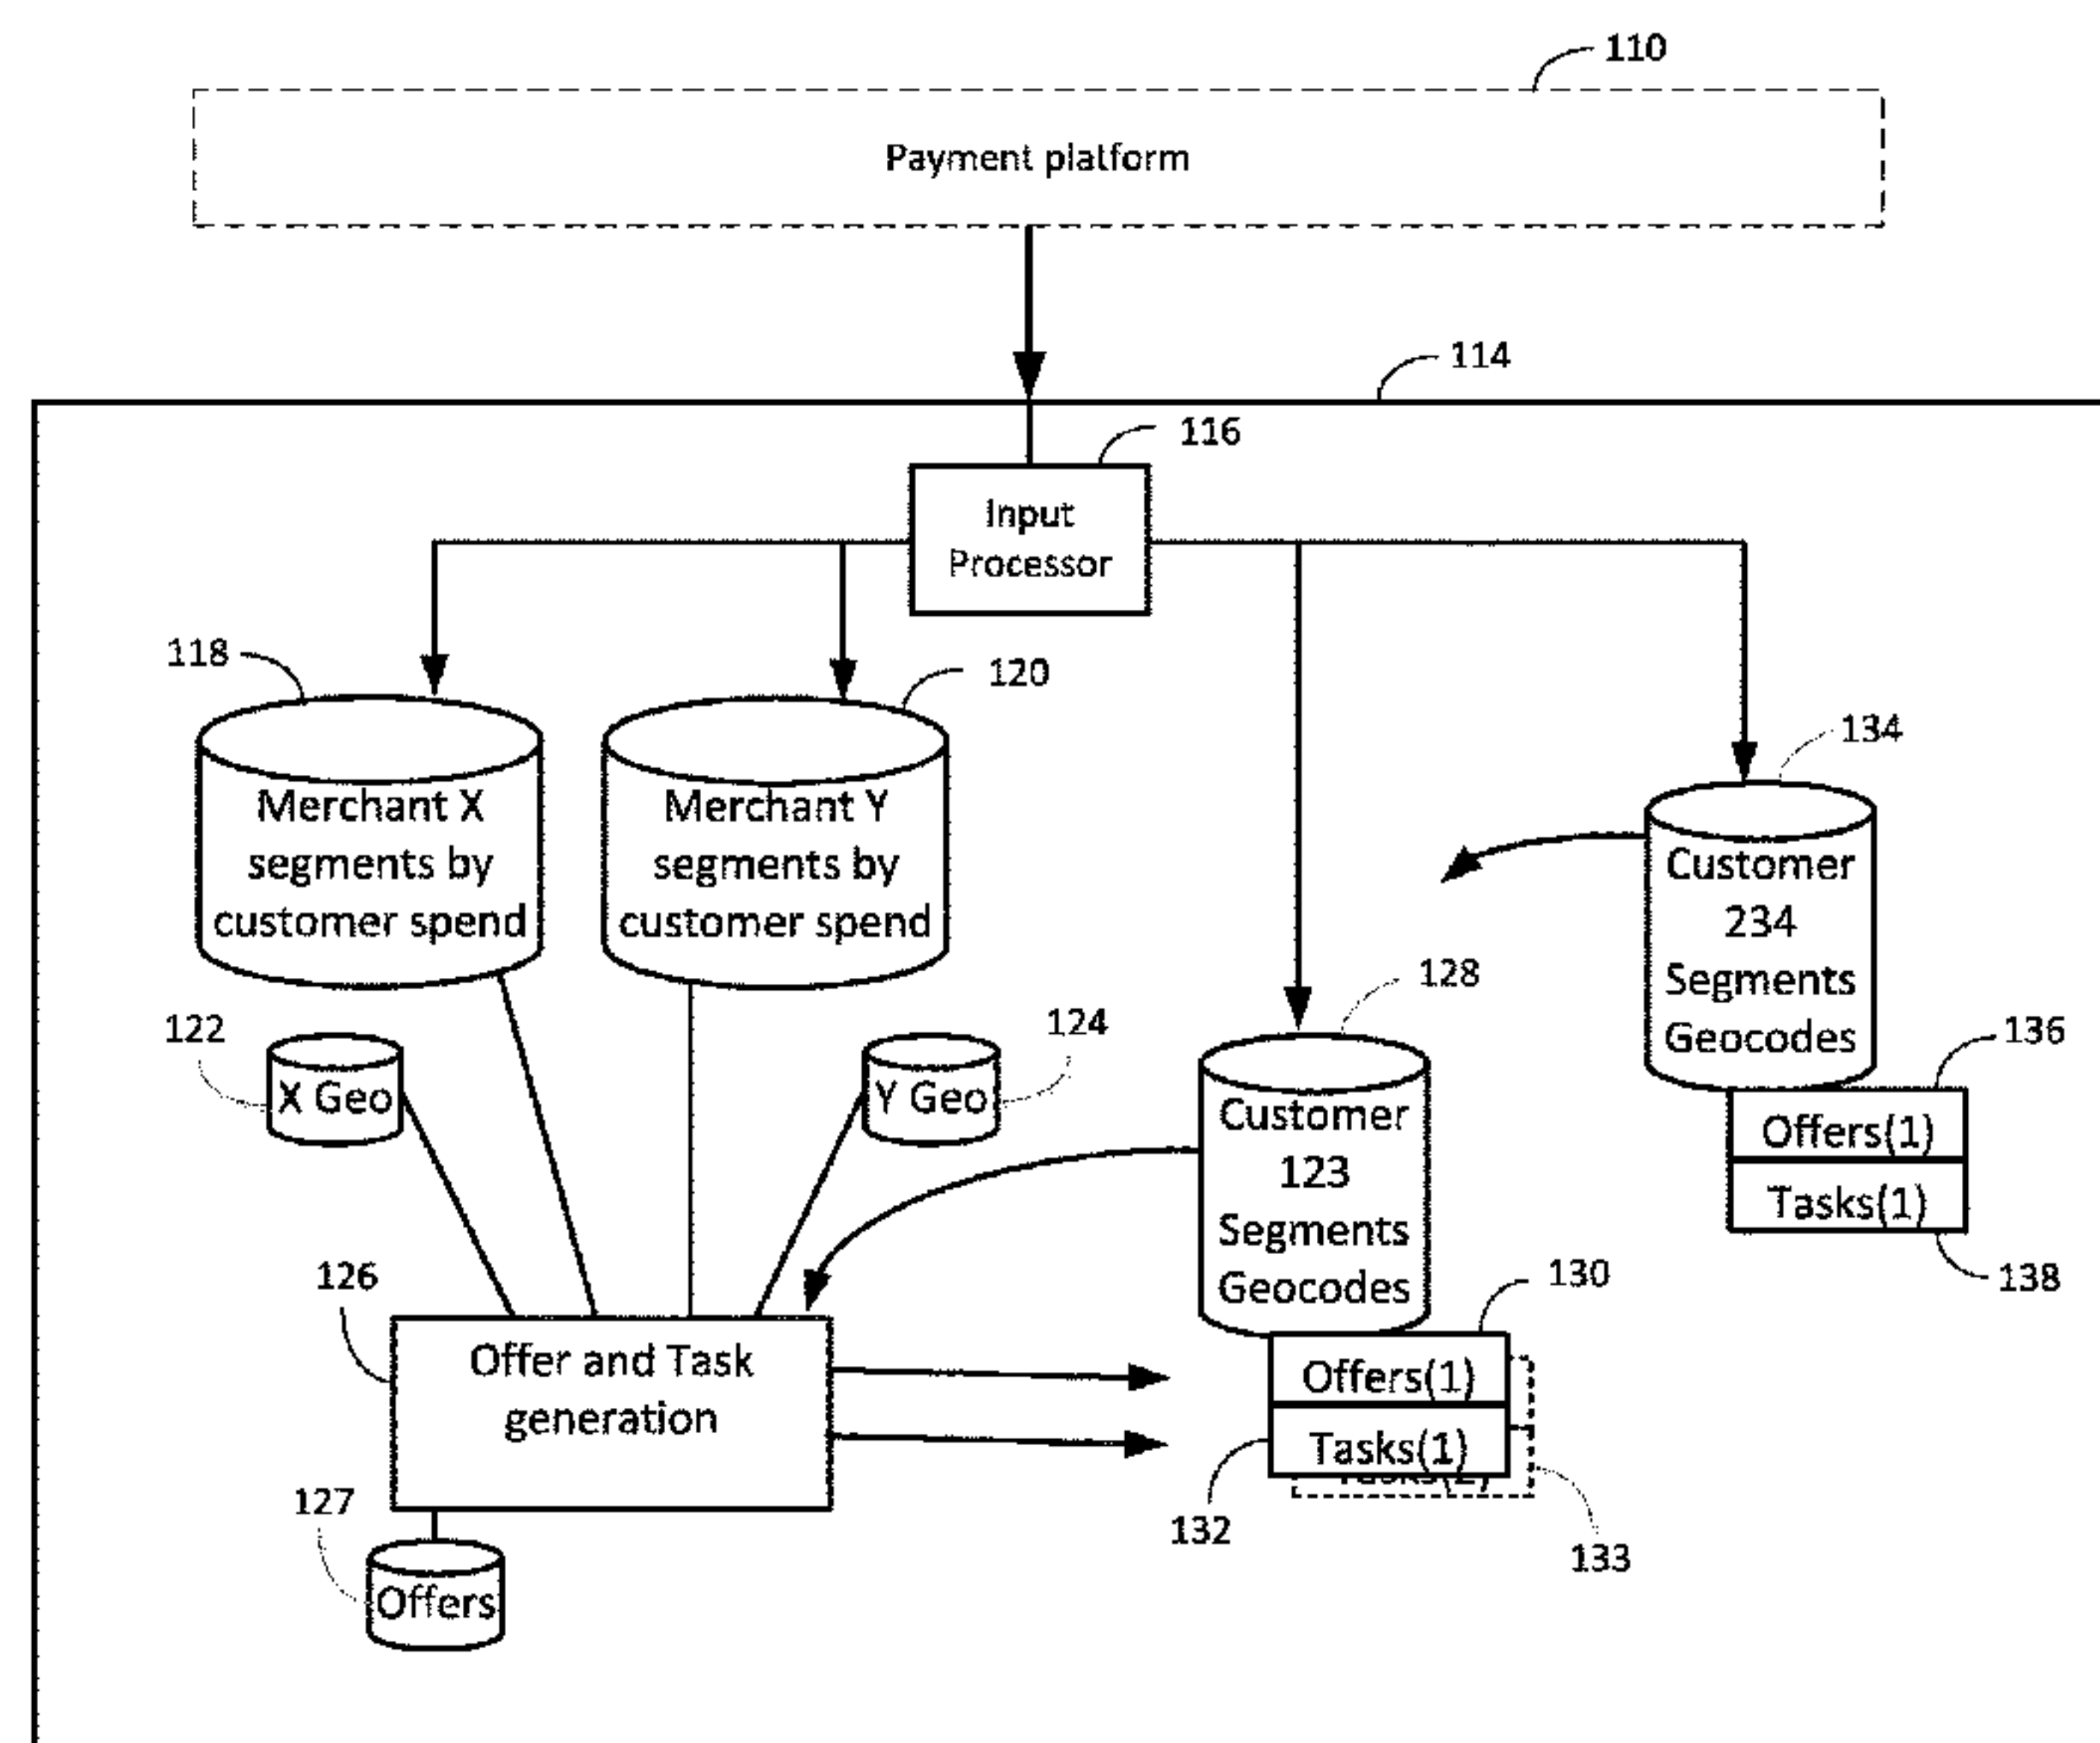 110
Payment platform
114
116
Input
Processor
118
120
134
Merchant X
segments by
customer spend
Merchant Y
segments by
customer spend
Customer
234
Segments
Geocodes
128
122
X Geo
124
Y Geo
136
Offers(1)
Tasks(1)
138
Customer
123
Segments
Geocodes
126
Offer and Task
generation
130
Offers(1)
Tasks(1)
132
133
127
Offers